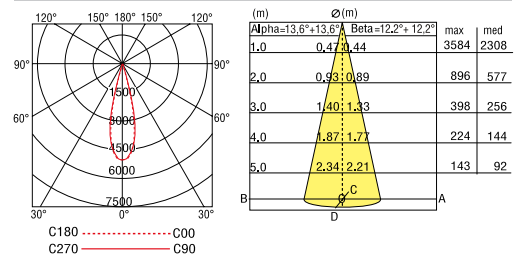 120° 150° 180° 150° 120°
90° 90°
1500
3000
60° 60°
4500
6000
7500
30° 0° 30°
C180 C00
C270 C90
(m) ⌀(m)
Alpha=13,6°+13,6° Beta=12.2°+ 12,2° max med
1.0 0.47 0.44 3584 2308
2.0 0.93 0.89 896 577
3.0 1.40 1.33 398 256
4.0 1.87 1.77 224 144
5.0 2.34 2.21 143 92
C
B A
D